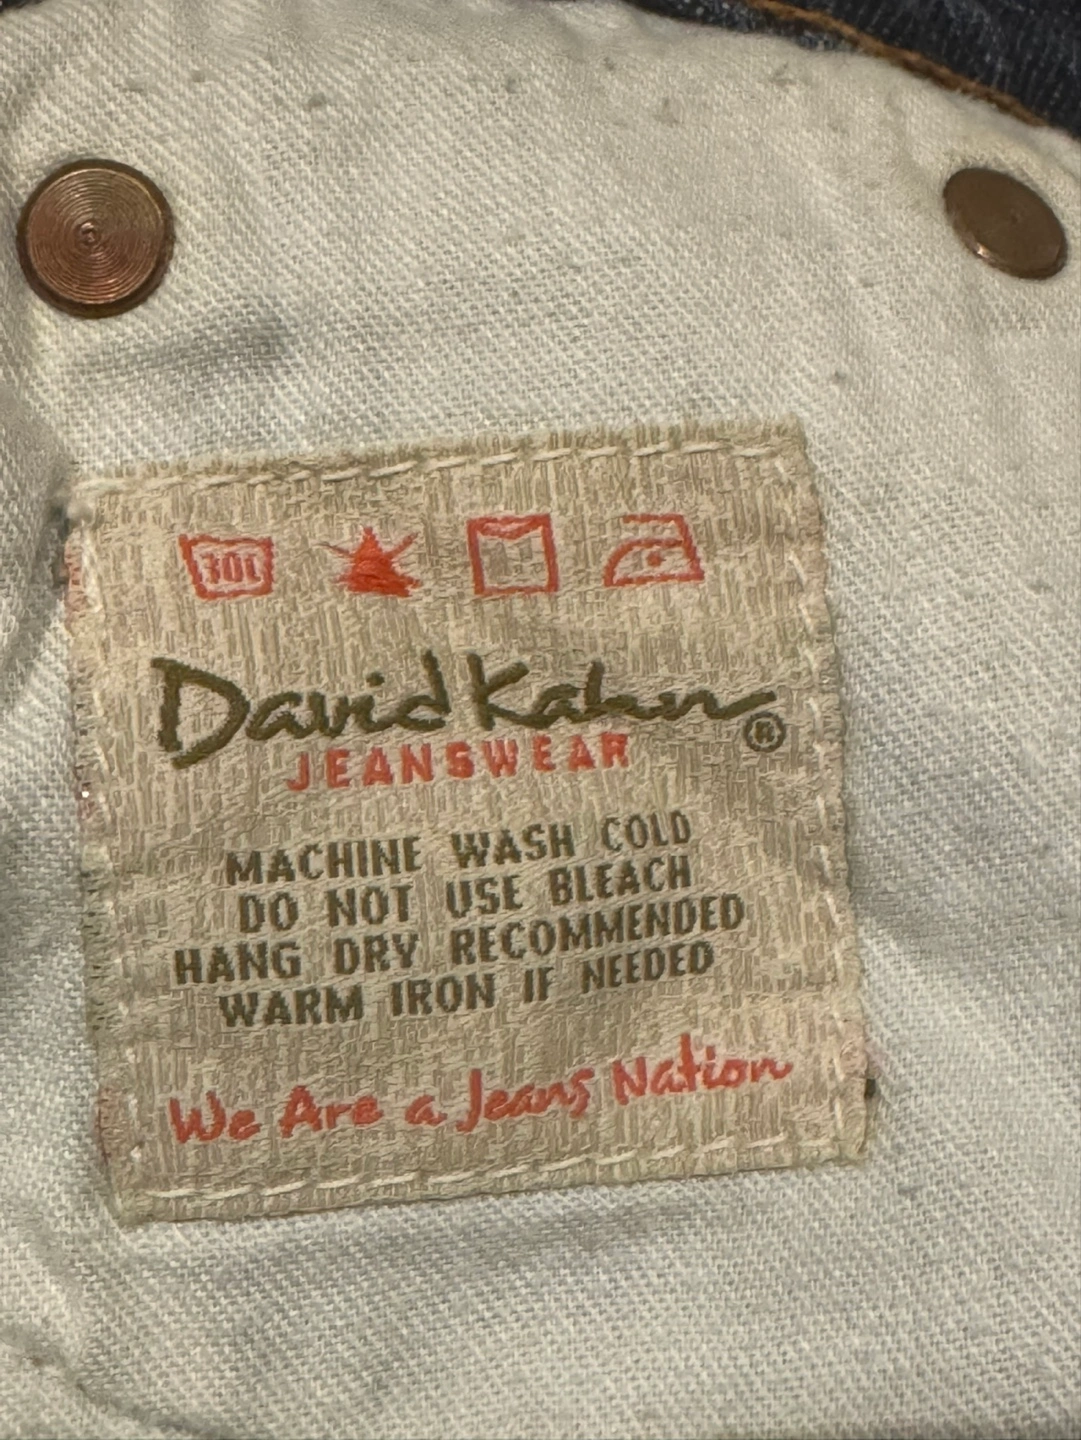 30C
David Kahn ®
JEANSWEAR
MACHINE WASH COLD
DO NOT USE BLEACH
HANG DRY RECOMMENDED
WARM IRON IF NEEDED
We Are a Jeans Nation